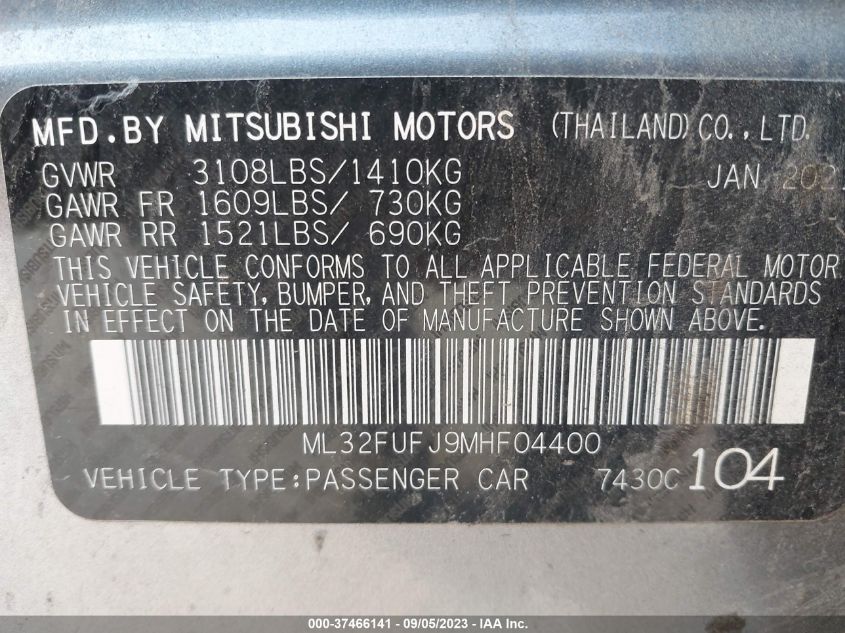 MFD.BY MITSUBISHI MOTORS (THAILAND) CO., LTD.
GVWR 3108LBS/1410KG JAN 2021
GAWR FR 1609LBS/ 730KG
GAWR RR 1521LBS/ 690KG
THIS VEHICLE CONFORMS TO ALL APPLICABLE FEDERAL MOTOR
VEHICLE SAFETY, BUMPER, AND THEFT PREVENTION STANDARDS
IN EFFECT ON THE DATE OF MANUFACTURE SHOWN ABOVE.
ML32FUFJ9MHF04400
VEHICLE TYPE:PASSENGER CAR 7430C 104
000-37466141 - 09/05/2023 - IAA Inc.